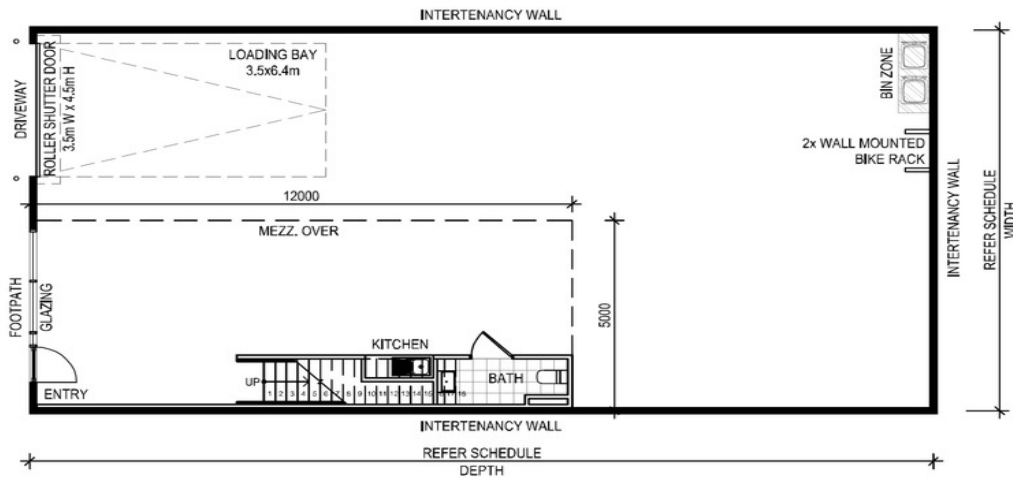 INTERTENANCY WALL
DRIVEWAY
ROLLER SHUTTER DOOR
3.5m W x 4.5m H
LOADING BAY
3.5x6.4m
BIN ZONE
2x WALL MOUNTED
BIKE RACK
12000
MEZZ. OVER
5000
INTERTENANCY WALL
REFER SCHEDULE
WIDTH
FOOTPATH
GLAZING
ENTRY
KITCHEN
UP
1 2 3 4 5 6 7 8 9 10 11 12 13 14 15 16 17 18
BATH
INTERTENANCY WALL
REFER SCHEDULE
DEPTH